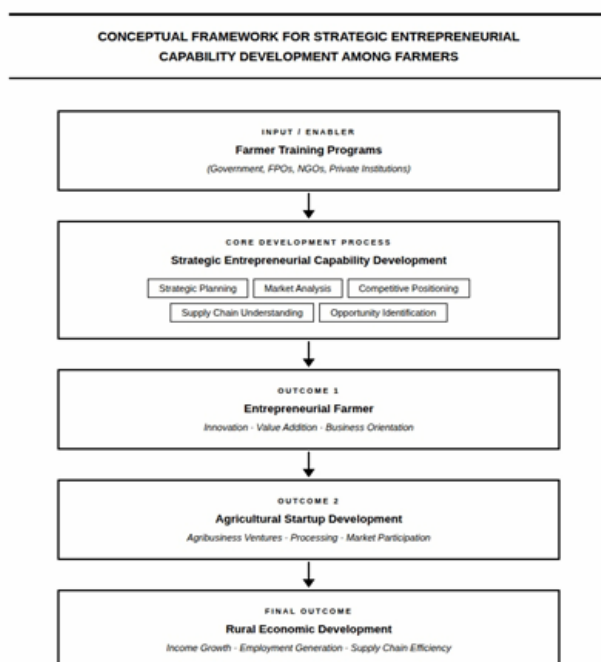 CONCEPTUAL FRAMEWORK FOR STRATEGIC ENTREPRENEURIAL
CAPABILITY DEVELOPMENT AMONG FARMERS
INPUT / ENABLER
Farmer Training Programs
(Government, FPOs, NGOs, Private Institutions)
CORE DEVELOPMENT PROCESS
Strategic Entrepreneurial Capability Development
Strategic Planning Market Analysis Competitive Positioning
Supply Chain Understanding Opportunity Identification
OUTCOME 1
Entrepreneurial Farmer
Innovation · Value Addition · Business Orientation
OUTCOME 2
Agricultural Startup Development
Agribusiness Ventures · Processing · Market Participation
FINAL OUTCOME
Rural Economic Development
Income Growth · Employment Generation · Supply Chain Efficiency